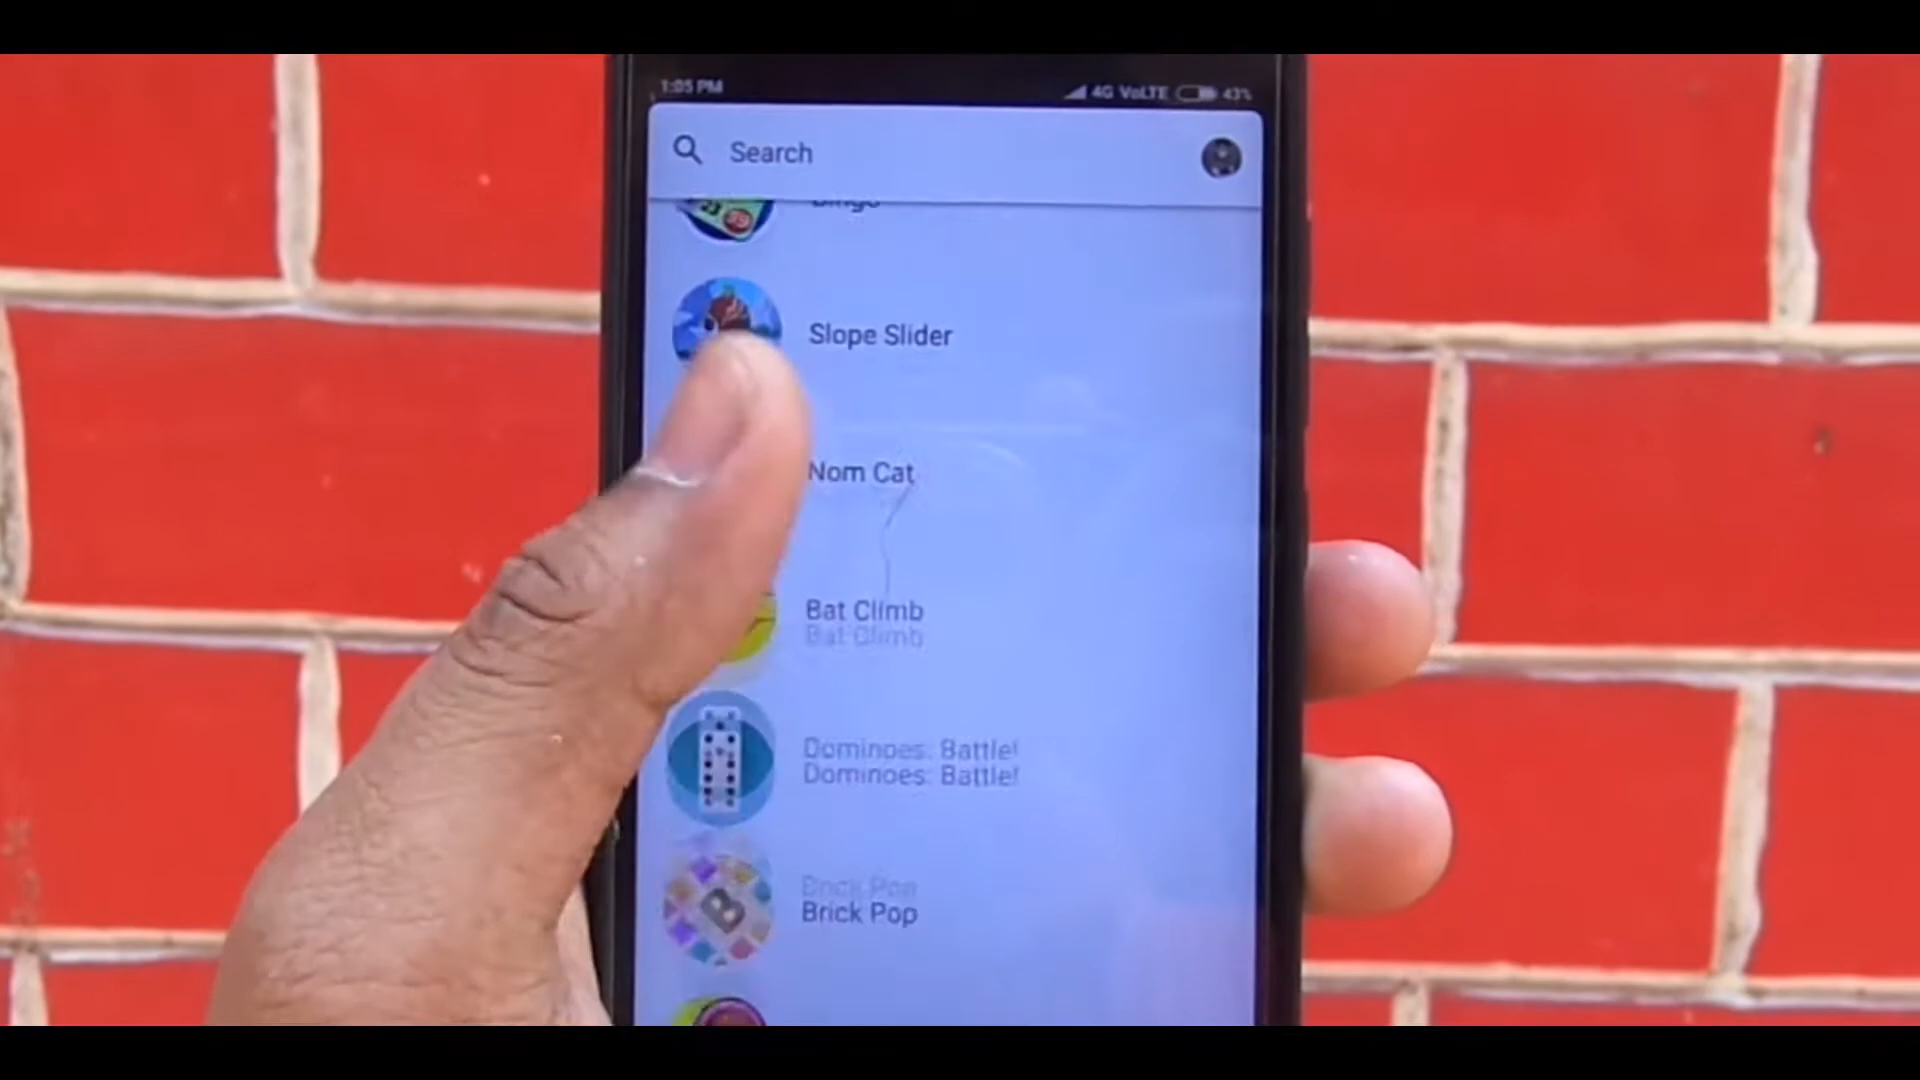 1:05 PM 4G VoLTE 43%
Search
Bingo
Slope Slider
Nom Cat
Bat Climb
Bat Climb
Dominoes: Battle!
Dominoes: Battle!
Brick Pop
Brick Pop
B